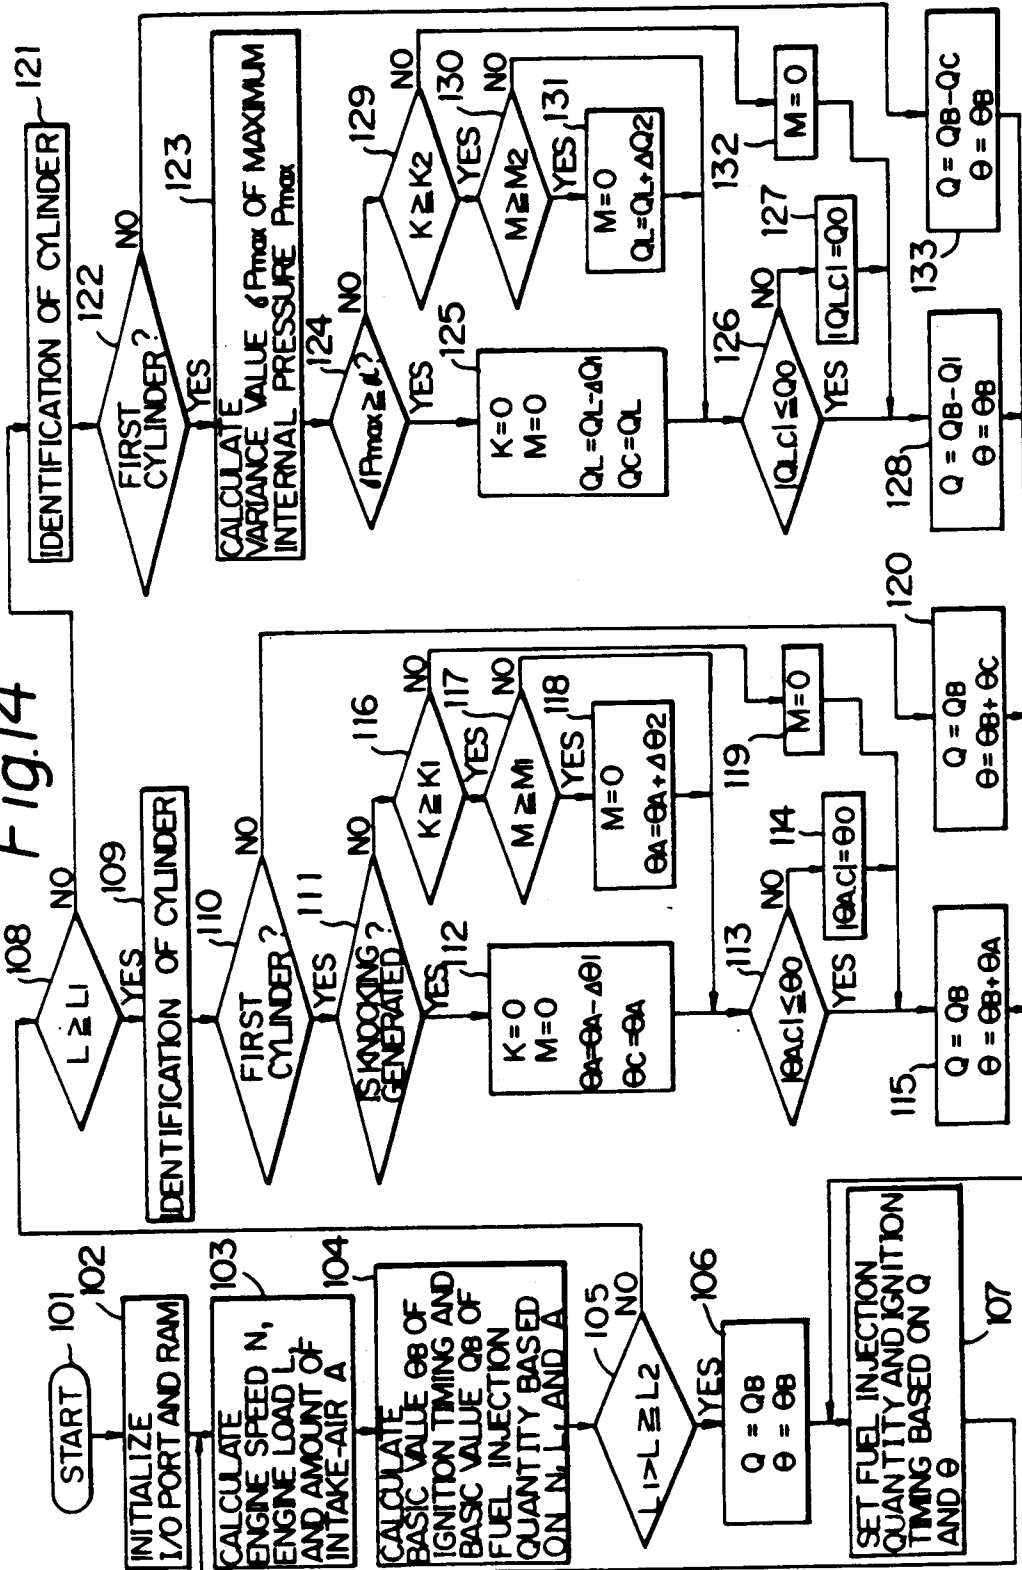 Fig.14
START
101
INITIALIZE
I/O PORT AND RAM
102
CALCULATE
ENGINE SPEED N,
ENGINE LOAD L,
AND AMOUNT OF
INTAKE-AIR A
103
CALCULATE
BASIC VALUE θB OF
IGNITION TIMING AND
BASIC VALUE QB OF
FUEL INJECTION
QUANTITY BASED
ON N, L, AND A
104
L1>L≧L2
105
NO
YES
Q = QB
θ = θB
106
SET FUEL INJECTION
QUANTITY AND IGNITION
TIMING BASED ON Q
AND θ
107
L≧L1
108
NO
YES
IDENTIFICATION OF CYLINDER
109
FIRST
CYLINDER?
110
NO
YES
IS KNOCKING
GENERATED?
111
NO
YES
K=0
M=0
θA=θA-Δθ1
θC=θA
112
K≧K1
116
NO
YES
M≧M1
117
NO
YES
M=0
θA=θA+Δθ2
118
M=0
119
|θA,C|≦θ0
113
NO
YES
|θA,C|=θ0
114
Q = QB
θ = θB+θA
115
Q = QB
θ=θB+θC
120
IDENTIFICATION OF CYLINDER
121
FIRST
CYLINDER?
122
NO
YES
CALCULATE
VARIANCE VALUE σPmax OF MAXIMUM
INTERNAL PRESSURE Pmax
123
σPmax≧α?
124
NO
YES
K=0
M=0
QL=QL-ΔQ1
QC=QL
125
K≧K2
129
NO
YES
M≧M2
130
NO
YES
M=0
QL=QL+ΔQ2
131
M=0
132
|QL,C|≦Q0
126
NO
YES
|QL,C|=Q0
127
Q = QB-Q1
θ = θB
128
Q = QB-QC
θ = θB
133